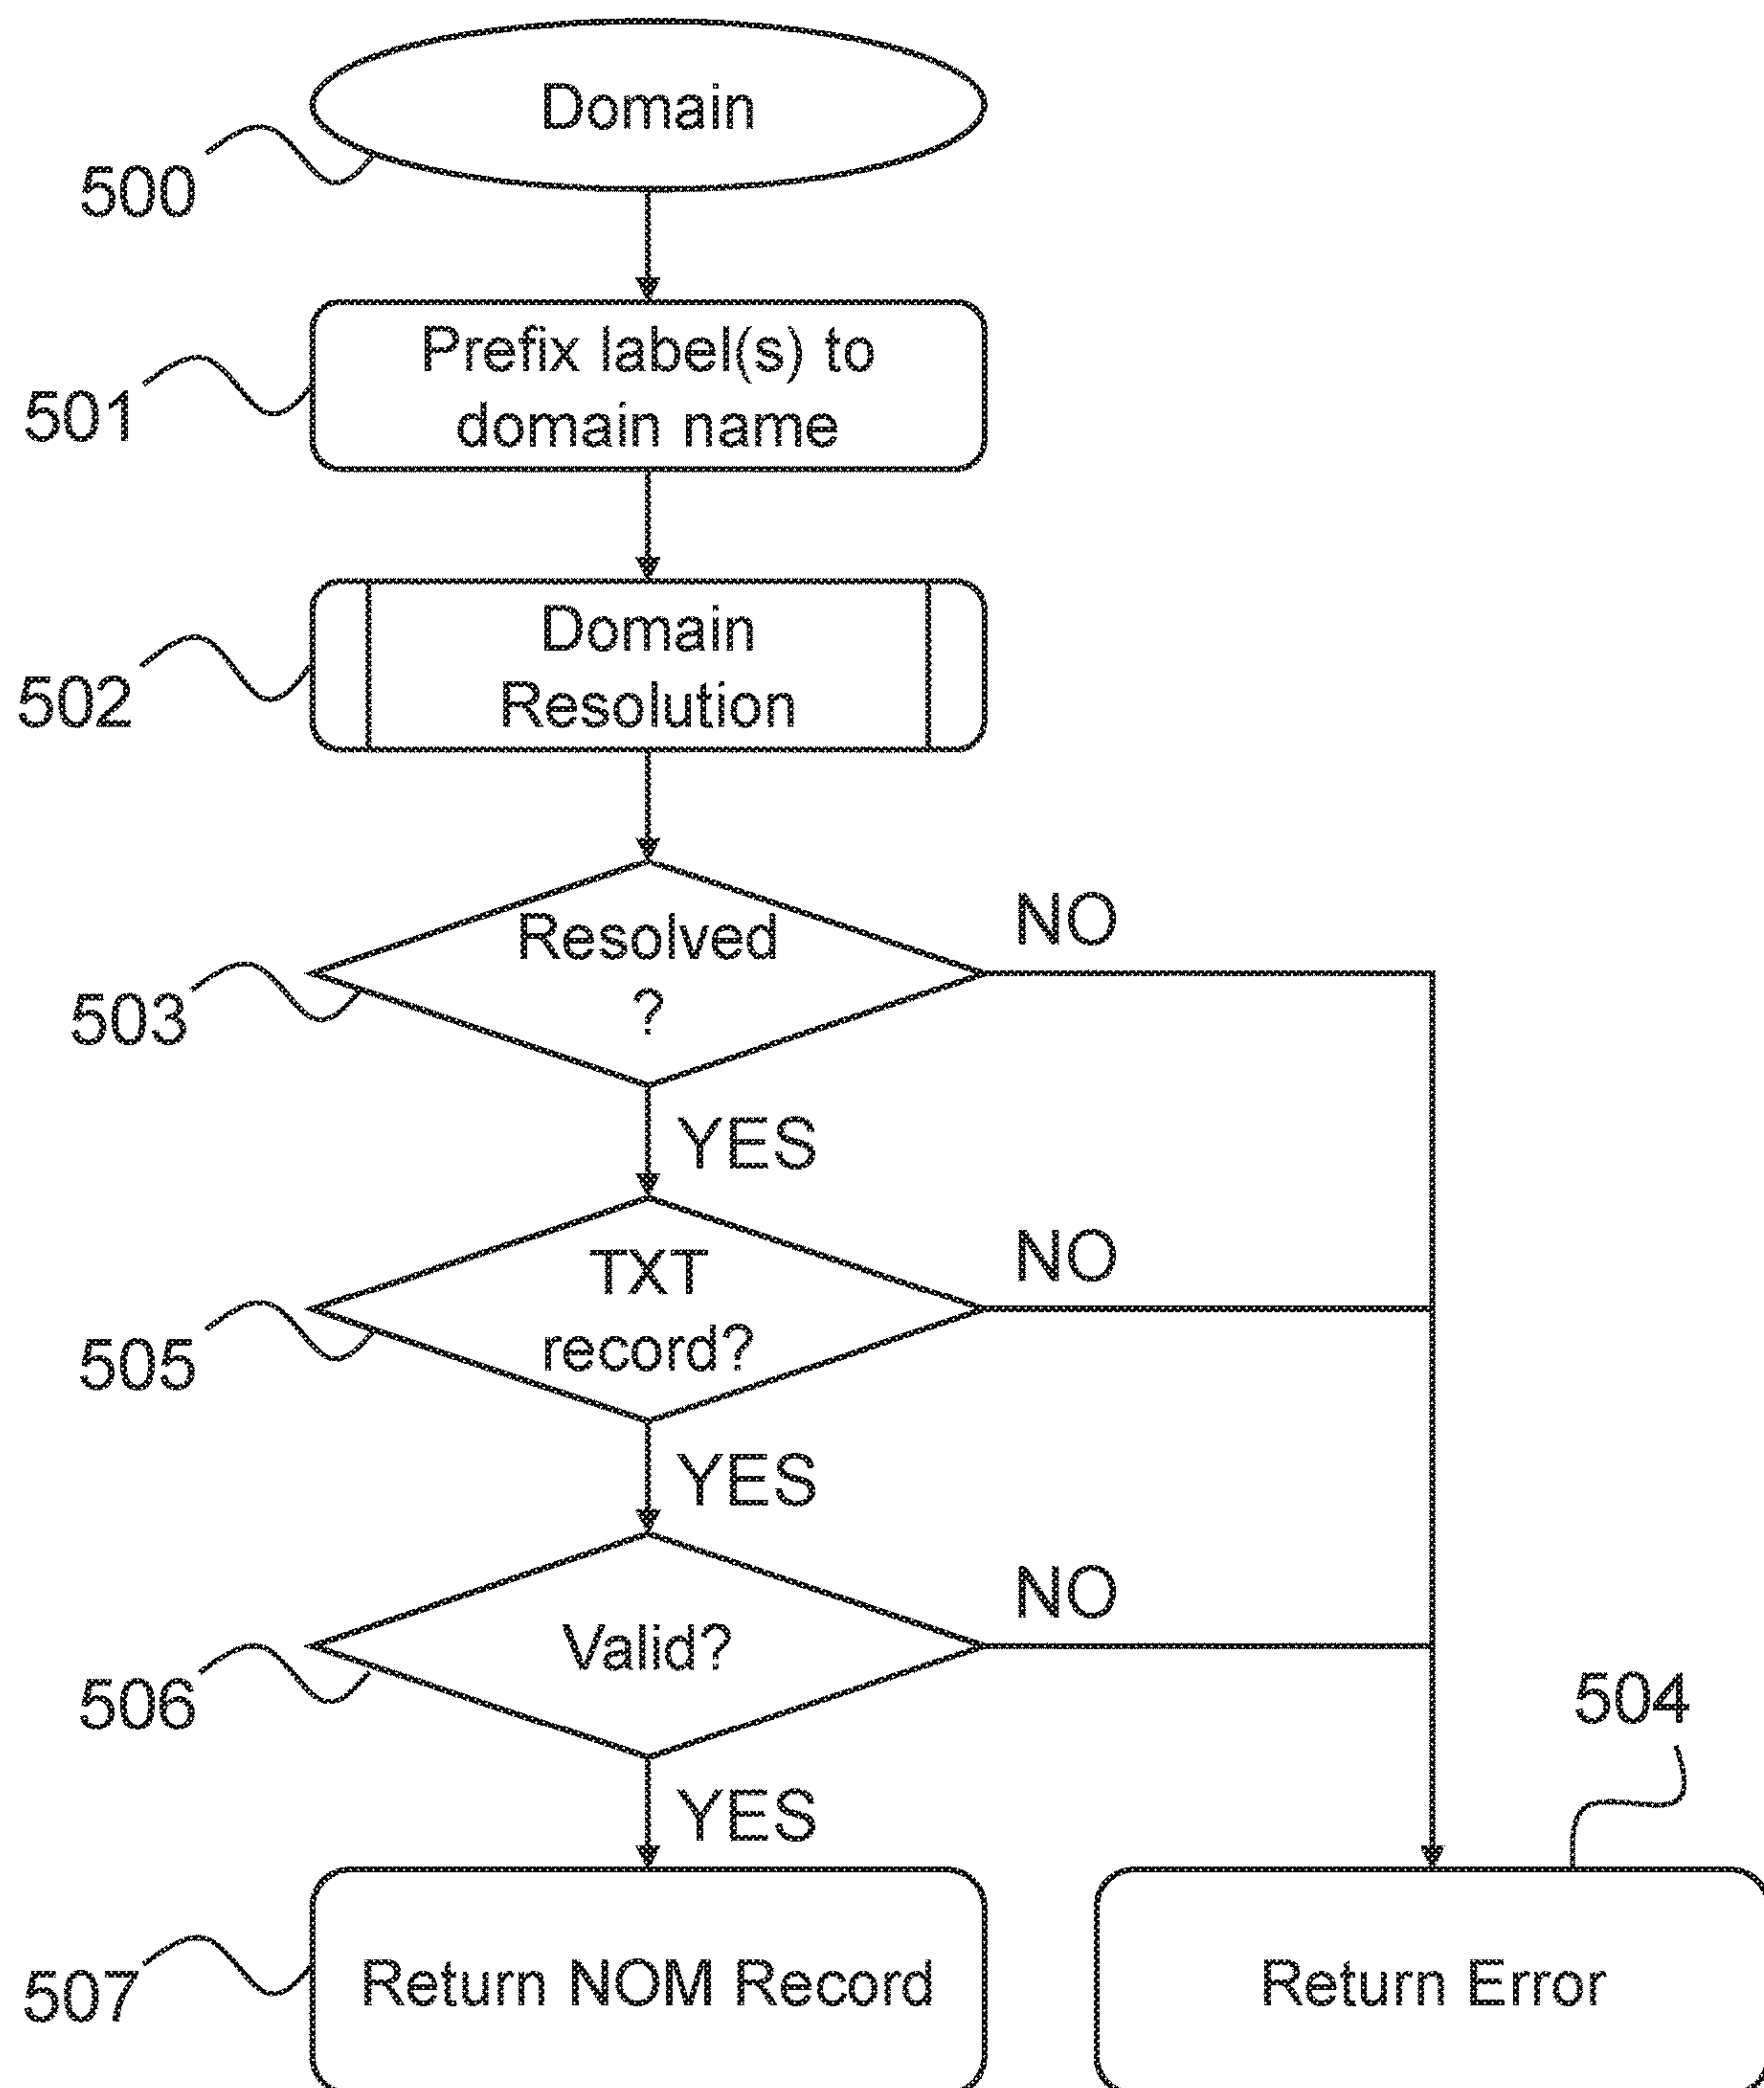 Domain
500
Prefix label(s) to
domain name
501
Domain
Resolution
502
Resolved
?
NO
503
YES
TXT
record?
NO
505
YES
Valid?
NO
506
504
YES
Return NOM Record
507
Return Error